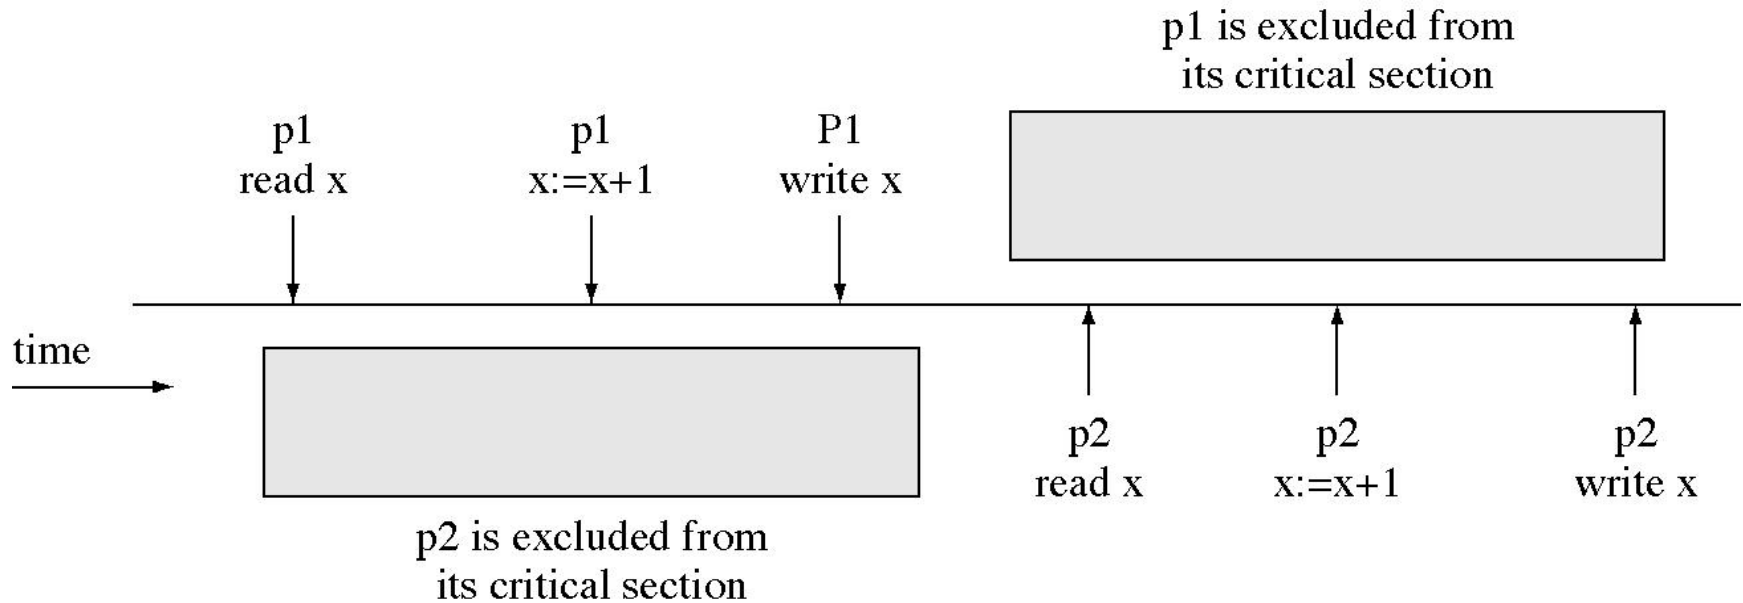 p1 is excluded from
its critical section
p1
read x
p1
x:=x+1
P1
write x
time
p2
read x
p2
x:=x+1
p2
write x
p2 is excluded from
its critical section